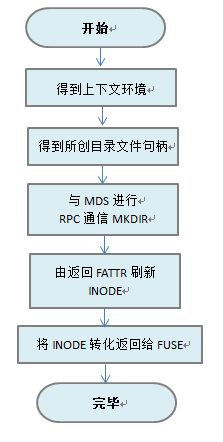 开始
得到上下文环境
得到所创目录文件句柄
与 MDS 进行
RPC 通信 MKDIR
由返回 FATTR 刷新
INODE
将 INODE 转化返回给 FUSE
完毕